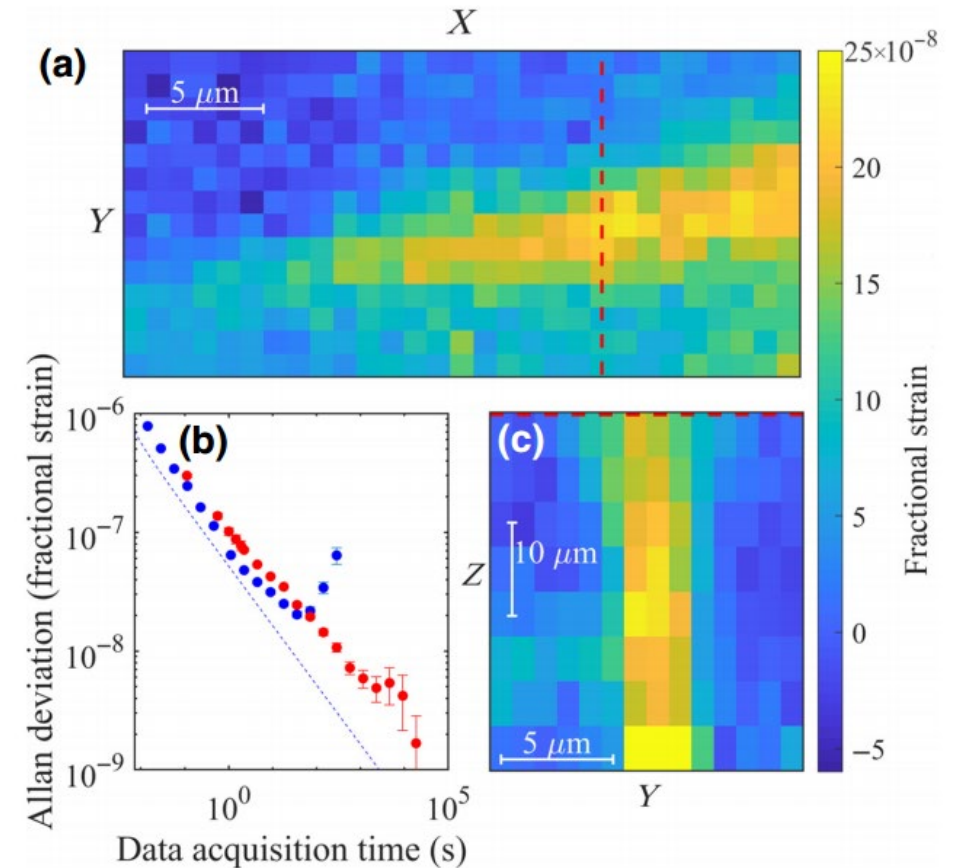 X
(a)
5 μm
Y
25×10⁻⁸
20
15
10
5
0
−5
Fractional strain
(b)
Allan deviation (fractional strain)
10⁻⁶
10⁻⁷
10⁻⁸
10⁻⁹
10⁰
10⁵
Data acquisition time (s)
(c)
Z
10 μm
5 μm
Y